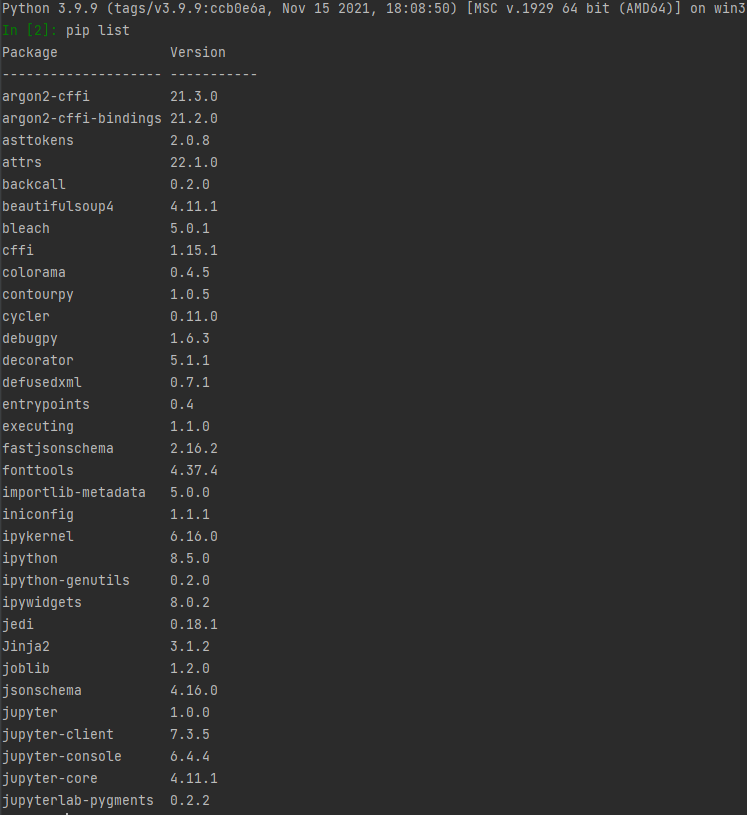 Python 3.9.9 (tags/v3.9.9:ccb0e6a, Nov 15 2021, 18:08:50) [MSC v.1929 64 bit (AMD64)] on win3
In [2]: pip list
Package             Version
------------------- -----------
argon2-cffi          21.3.0
argon2-cffi-bindings 21.2.0
asttokens            2.0.8
attrs                22.1.0
backcall             0.2.0
beautifulsoup4       4.11.1
bleach               5.0.1
cffi                 1.15.1
colorama             0.4.5
contourpy            1.0.5
cycler               0.11.0
debugpy              1.6.3
decorator            5.1.1
defusedxml           0.7.1
entrypoints          0.4
executing            1.1.0
fastjsonschema       2.16.2
fonttools            4.37.4
importlib-metadata   5.0.0
iniconfig            1.1.1
ipykernel            6.16.0
ipython              8.5.0
ipython-genutils     0.2.0
ipywidgets           8.0.2
jedi                 0.18.1
Jinja2               3.1.2
joblib               1.2.0
jsonschema           4.16.0
jupyter              1.0.0
jupyter-client       7.3.5
jupyter-console      6.4.4
jupyter-core         4.11.1
jupyterlab-pygments  0.2.2